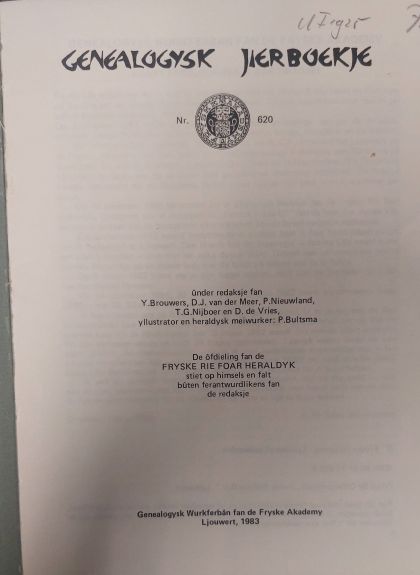 GENEALOGYSK JIERBOEKJE
Nr. 620
ûnder redaksje fan
Y.Brouwers, D.J. van der Meer, P.Nieuwland,
T.G.Nijboer en D. de Vries,
yllustrator en heraldysk meiwurker: P.Bultsma
De ôfdieling fan de
FRYSKE RIE FOAR HERALDYK
stiet op himsels en falt
bûten ferantwurdlikens fan
de redaksje
Genealogysk Wurkferbân fan de Fryske Akademy
Ljouwert, 1983